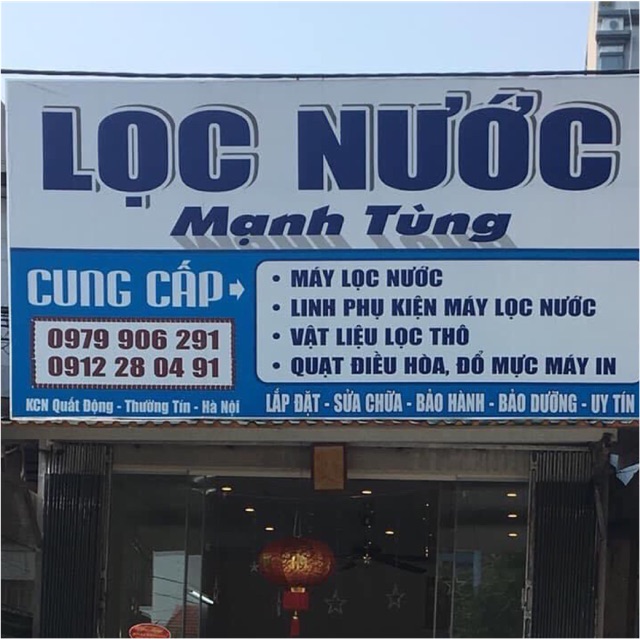 LỌC NƯỚC
Mạnh Tùng
CUNG CẤP
0979 906 291
0912 28 04 91
KCN Quất Động - Thường Tín - Hà Nội
• MÁY LỌC NƯỚC
• LINH PHỤ KIỆN MÁY LỌC NƯỚC
• VẬT LIỆU LỌC THÔ
• QUẠT ĐIỀU HÒA, ĐỔ MỰC MÁY IN
LẮP ĐẶT - SỬA CHỮA - BẢO HÀNH - BẢO DƯỠNG - UY TÍN